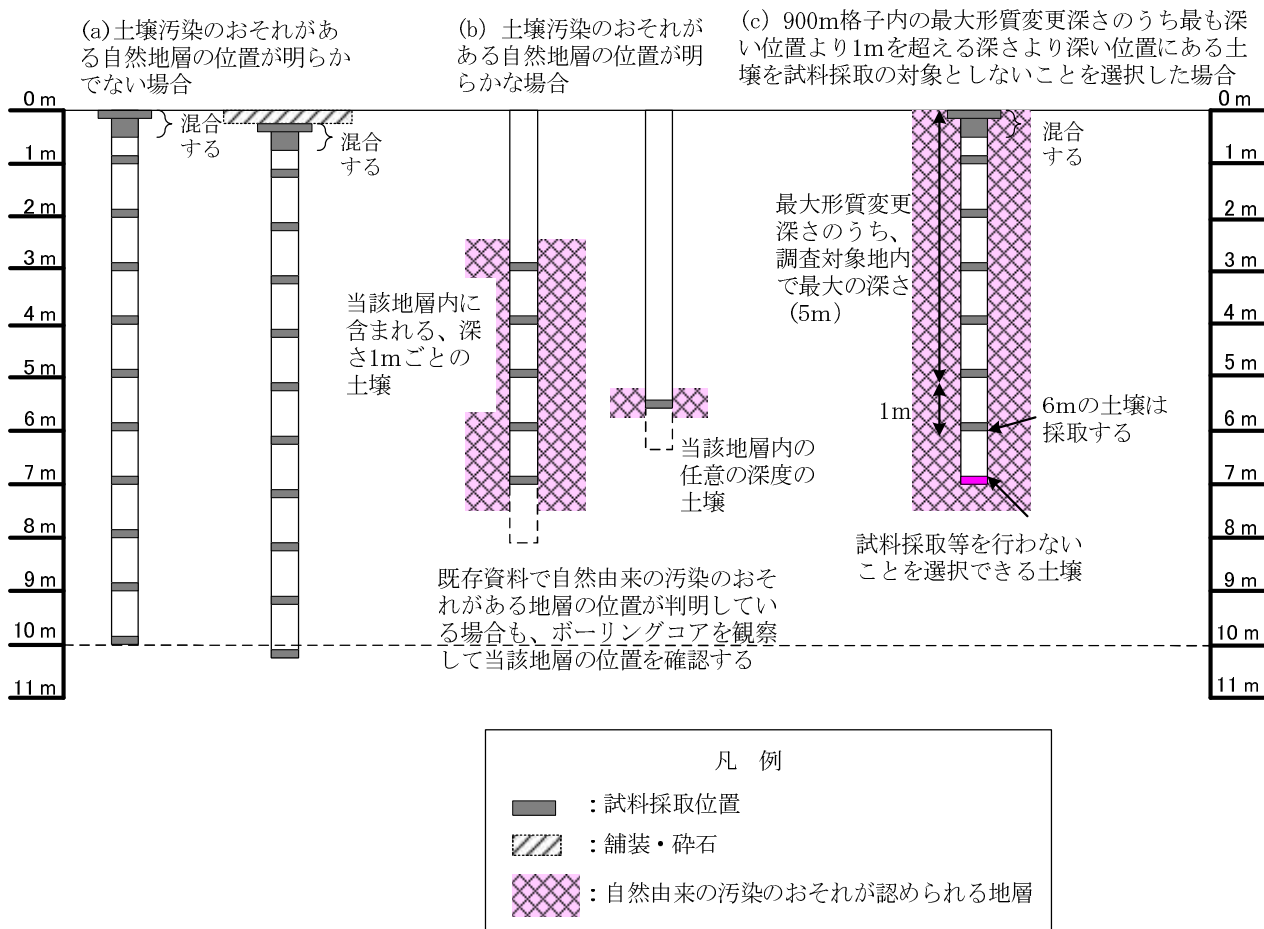 (a)土壌汚染のおそれがあ
る自然地層の位置が明らか
でない場合
(b) 土壌汚染のおそれが
ある自然地層の位置が明
らかな場合
(c) 900m格子内の最大形質変更深さのうち最も深
い位置より1mを超える深さより深い位置にある土
壌を試料採取の対象としないことを選択した場合
0 m
1 m
2 m
3 m
4 m
5 m
6 m
7 m
8 m
9 m
10 m
11 m
混合
する
混合
する
当該地層内に
含まれる、深
さ1mごとの
土壌
当該地層内の
任意の深度の
土壌
既存資料で自然由来の汚染のおそ
れがある地層の位置が判明してい
る場合も、ボーリングコアを観察
して当該地層の位置を確認する
混合
する
最大形質変更
深さのうち、
調査対象地内
で最大の深さ
(5m)
1m
6mの土壌は
採取する
試料採取等を行わない
ことを選択できる土壌
0 m
1 m
2 m
3 m
4 m
5 m
6 m
7 m
8 m
9 m
10 m
11 m
凡 例
：試料採取位置
：舗装・砕石
：自然由来の汚染のおそれが認められる地層